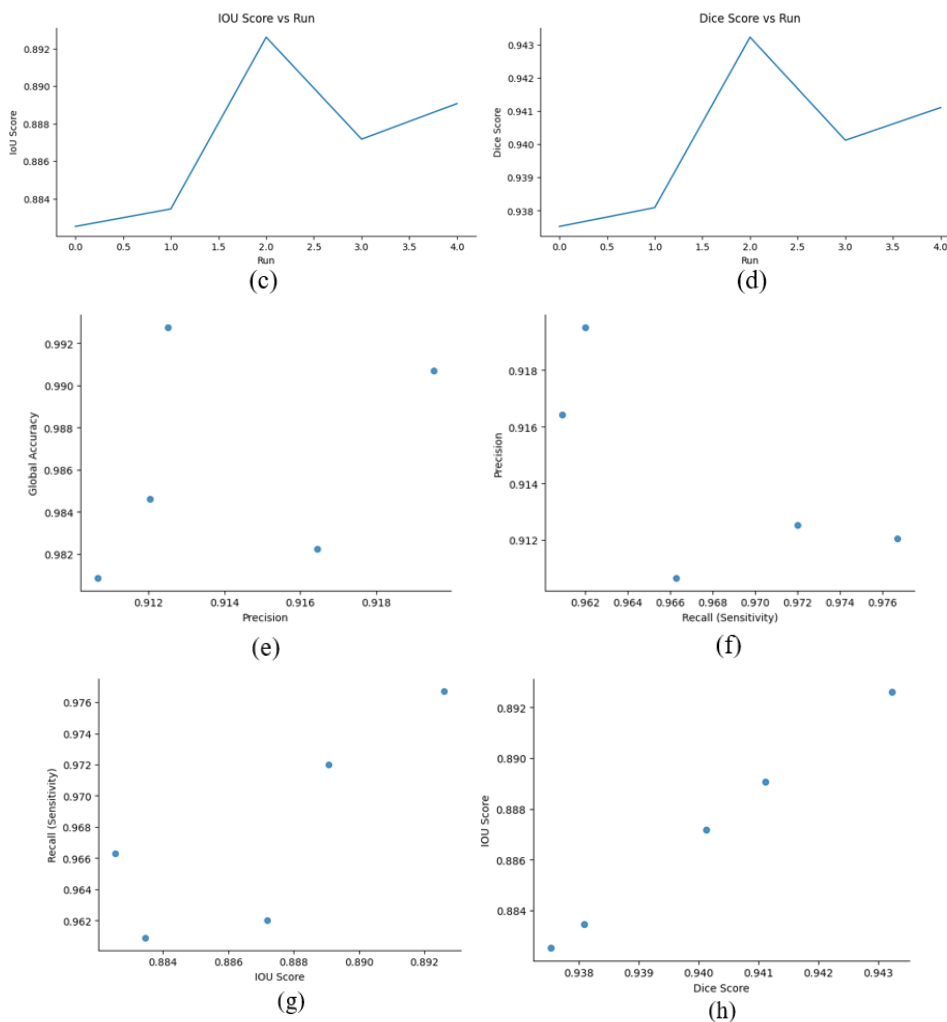 IOU Score vs Run
IoU Score
0.892
0.890
0.888
0.886
0.884
0.0 0.5 1.0 1.5 2.0 2.5 3.0 3.5 4.0
Run
(c)
Dice Score vs Run
Dice Score
0.943
0.942
0.941
0.940
0.939
0.938
0.0 0.5 1.0 1.5 2.0 2.5 3.0 3.5 4.0
Run
(d)
Global Accuracy
0.992
0.990
0.988
0.986
0.984
0.982
0.912 0.914 0.916 0.918
Precision
(e)
Precision
0.918
0.916
0.914
0.912
0.962 0.964 0.966 0.968 0.970 0.972 0.974 0.976
Recall (Sensitivity)
(f)
Recall (Sensitivity)
0.976
0.974
0.972
0.970
0.968
0.966
0.964
0.962
0.884 0.886 0.888 0.890 0.892
IOU Score
(g)
IOU Score
0.892
0.890
0.888
0.886
0.884
0.938 0.939 0.940 0.941 0.942 0.943
Dice Score
(h)